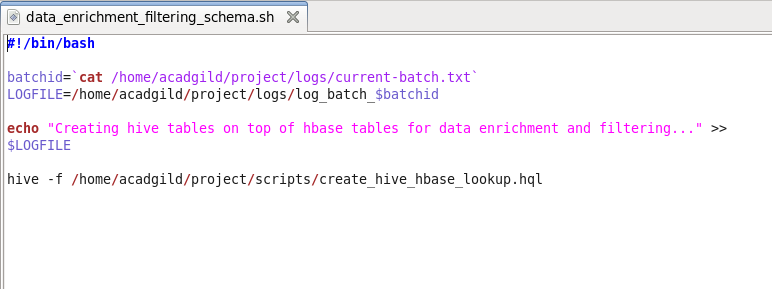 data_enrichment_filtering_schema.sh
#!/bin/bash
batchid=`cat /home/acadgild/project/logs/current-batch.txt`
LOGFILE=/home/acadgild/project/logs/log_batch_$batchid
echo "Creating hive tables on top of hbase tables for data enrichment and filtering..." >>
$LOGFILE
hive -f /home/acadgild/project/scripts/create_hive_hbase_lookup.hql